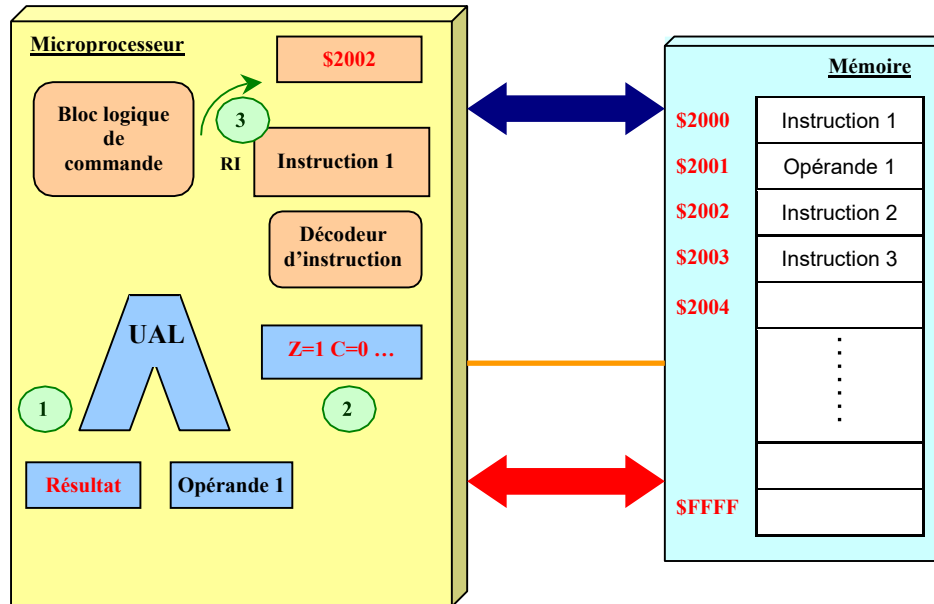 Microprocesseur
$2002
Bloc logique
de
commande
3
RI
Instruction 1
Décodeur
d'instruction
UAL
Z=1 C=0 …
1
2
Résultat
Opérande 1
Mémoire
$2000
Instruction 1
$2001
Opérande 1
$2002
Instruction 2
$2003
Instruction 3
$2004
$FFFF